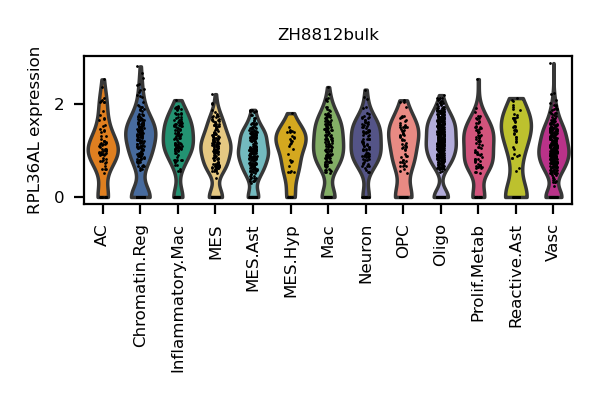 ZH8812bulk
RPL36AL expression
2
0
AC
Chromatin.Reg
Inflammatory.Mac
MES
MES.Ast
MES.Hyp
Mac
Neuron
OPC
Oligo
Prolif.Metab
Reactive.Ast
Vasc